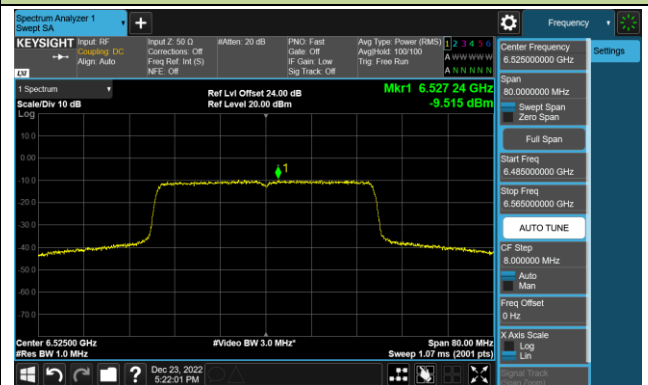 Spectrum Analyzer 1
Swept SA
Frequency
KEYSIGHT
Input: RF
Coupling: DC
Align: Auto
Input Z: 50 Ω
Corrections: Off
Freq Ref: Int (S)
NFE: Off
#Atten: 20 dB
PNO: Fast
Gate: Off
IF Gain: Low
Sig Track: Off
Avg Type: Power (RMS)
Avg|Hold: 100/100
Trig: Free Run
1 2 3 4 5 6
A W W W W W
A N N N N N
LXI
1 Spectrum
Scale/Div 10 dB
Log
Ref Lvl Offset 24.00 dB
Ref Level 20.00 dBm
Mkr1 6.527 24 GHz
-9.515 dBm
10.0
0.00
-10.0
-20.0
-30.0
-40.0
-50.0
-60.0
-70.0
1
Center 6.52500 GHz
#Res BW 1.0 MHz
#Video BW 3.0 MHz*
Span 80.00 MHz
Sweep 1.07 ms (2001 pts)
Dec 23, 2022
5:22:01 PM
?
Center Frequency
6.525000000 GHz
Settings
Span
80.0000000 MHz
Swept Span
Zero Span
Full Span
Start Freq
6.485000000 GHz
Stop Freq
6.565000000 GHz
AUTO TUNE
CF Step
8.000000 MHz
Auto
Man
Freq Offset
0 Hz
X Axis Scale
Log
Lin
Signal Track
(Span Zoom)